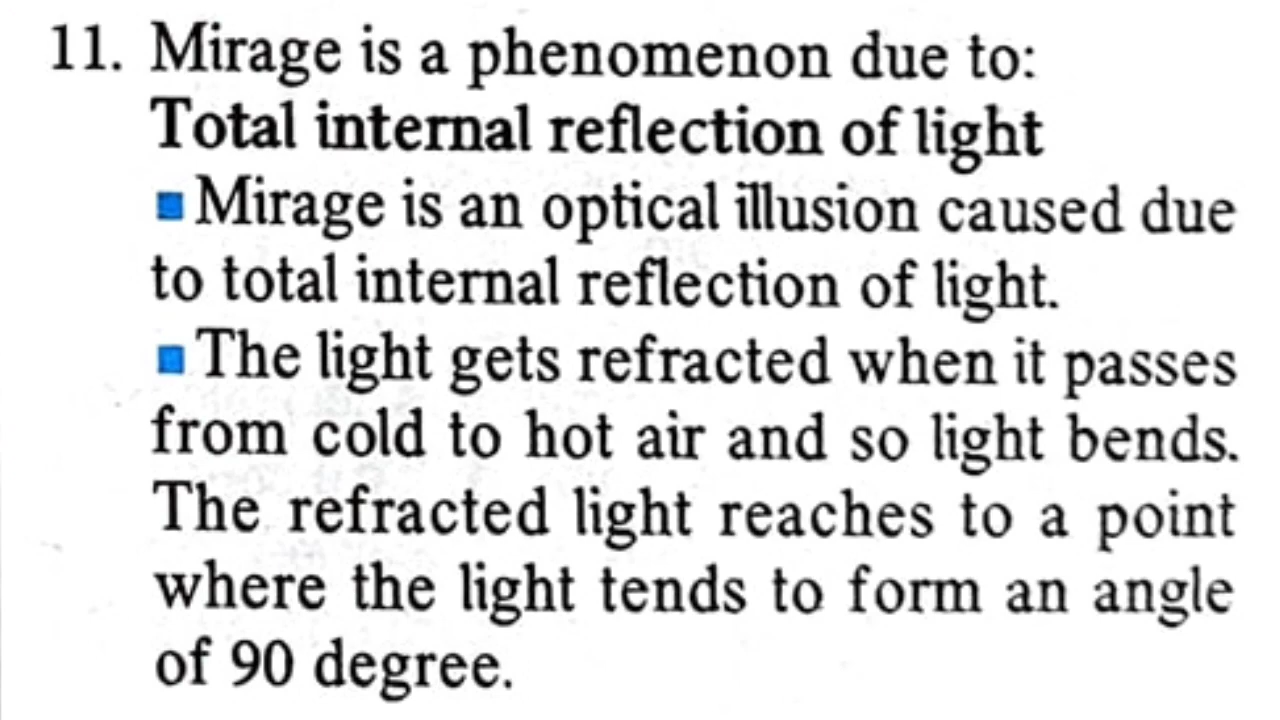 11. Mirage is a phenomenon due to:
Total internal reflection of light
■ Mirage is an optical illusion caused due
to total internal reflection of light.
■ The light gets refracted when it passes
from cold to hot air and so light bends.
The refracted light reaches to a point
where the light tends to form an angle
of 90 degree.